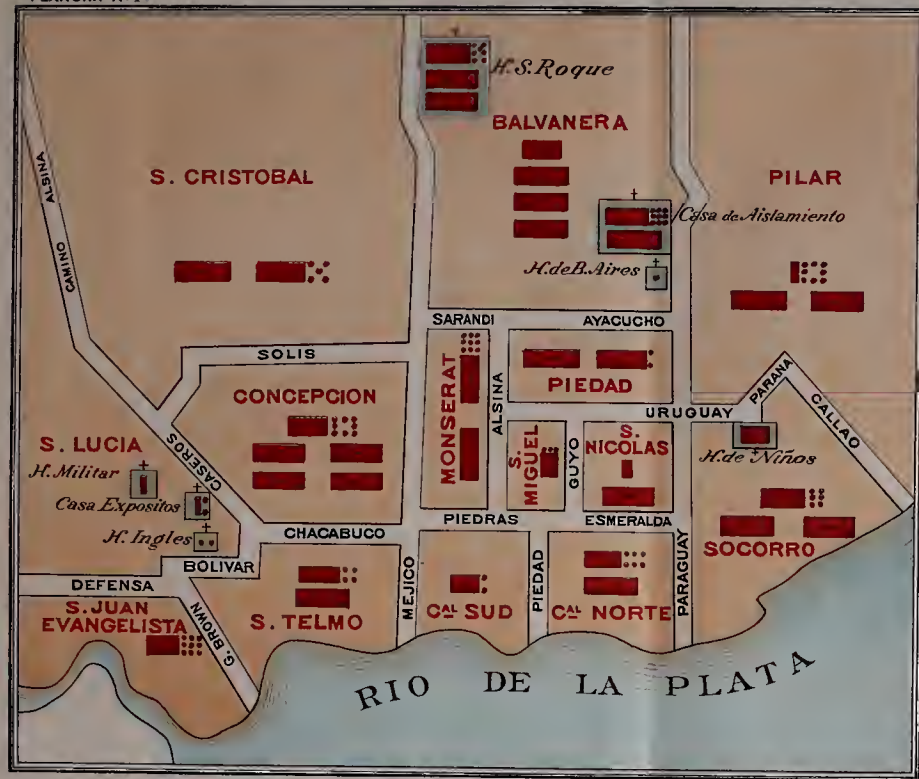 H. S. Roque
BALVANERA
S. CRISTOBAL
PILAR
ALSINA
CAMINO
Casa de Aislamiento
H. de B. Aires
SARANDI
AYACUCHO
SOLIS
CONCEPCION
MONSERAT
ALSINA
PIEDAD
URUGUAY
PARANA
CALLAO
S. LUCIA
CASEROS
S. MIGUEL
GUYO
S. NICOLAS
H. de Niños
H. Militar
Casa Expositos
H. Ingles
CHACABUCO
PIEDRAS
ESMERALDA
SOCORRO
BOLIVAR
DEFENSA
S. JUAN
EVANGELISTA
G. BROWN
S. TELMO
MEJICO
CAL SUD
PIEDAD
CAL NORTE
PARAGUAY
RIO DE LA PLATA